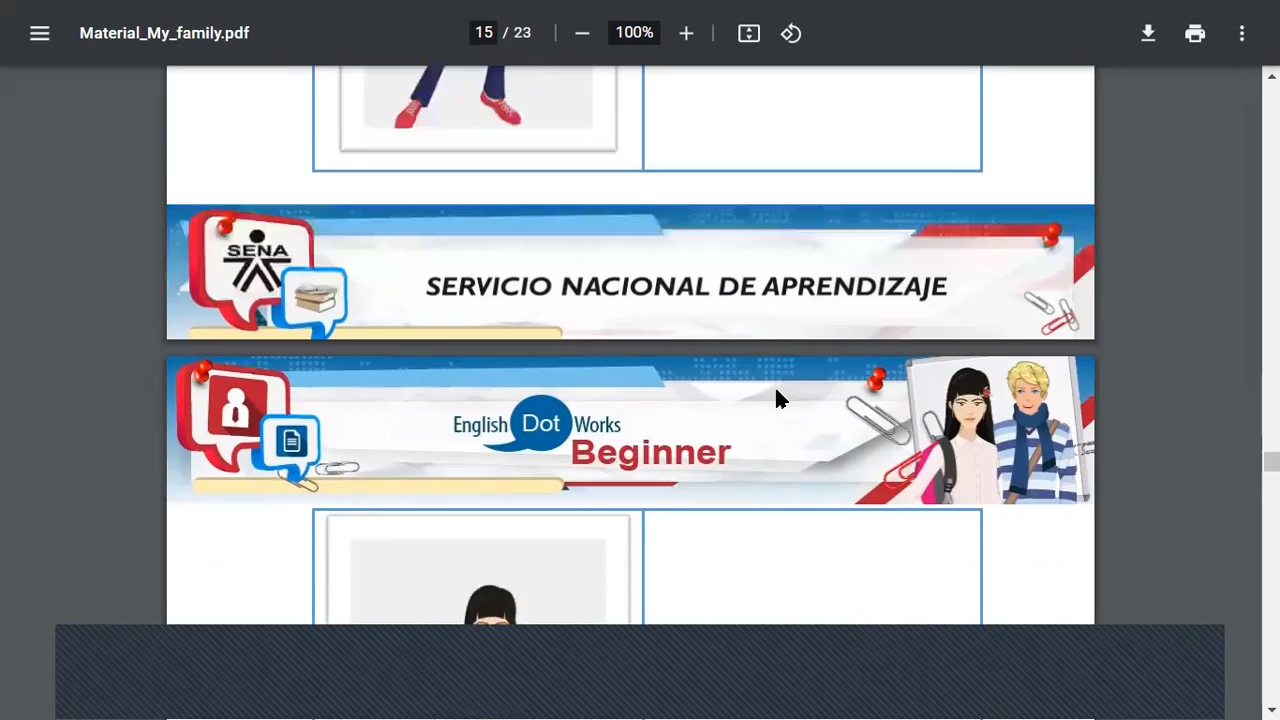 Material_My_family.pdf
15 / 23
100%
SENA
SERVICIO NACIONAL DE APRENDIZAJE
English Dot Works
Beginner